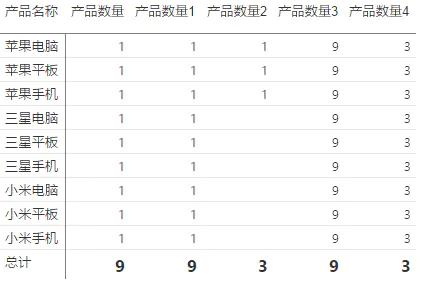 产品名称 产品数量 产品数量1 产品数量2 产品数量3 产品数量4
苹果电脑 1 1 1 9 3
苹果平板 1 1 1 9 3
苹果手机 1 1 1 9 3
三星电脑 1 1 9 3
三星平板 1 1 9 3
三星手机 1 1 9 3
小米电脑 1 1 9 3
小米平板 1 1 9 3
小米手机 1 1 9 3
总计 9 9 3 9 3